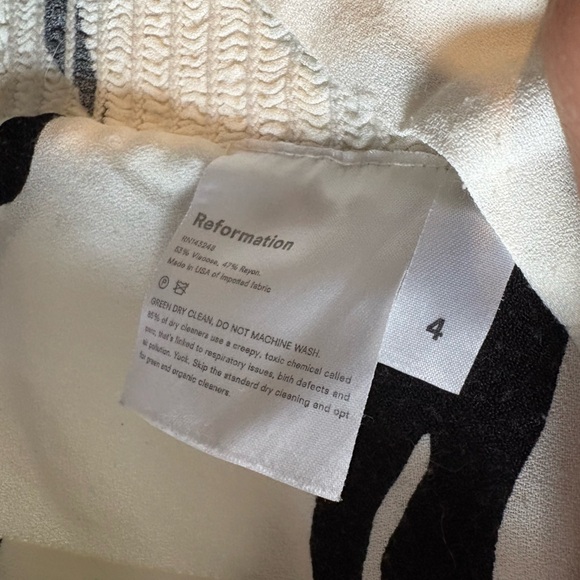 Reformation
RN143248
53% Viscose, 47% Rayon.
Made in USA of imported fabric
P
GREEN DRY CLEAN, DO NOT MACHINE WASH.
85% of dry cleaners use a creepy, toxic chemical called
perc, that's linked to respiratory issues, birth defects and
air pollution. Yuck. Skip the standard dry cleaning and opt
for green and organic cleaners.
4